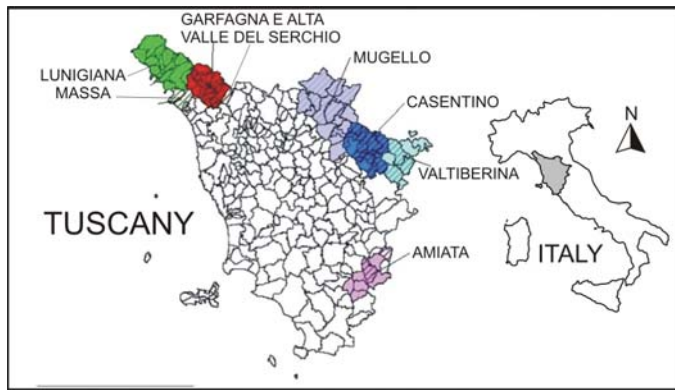 GARFAGNA E ALTA
VALLE DEL SERCHIO
LUNIGIANA
MASSA
MUGELLO
CASENTINO
VALTIBERINA
N
TUSCANY
AMIATA
ITALY